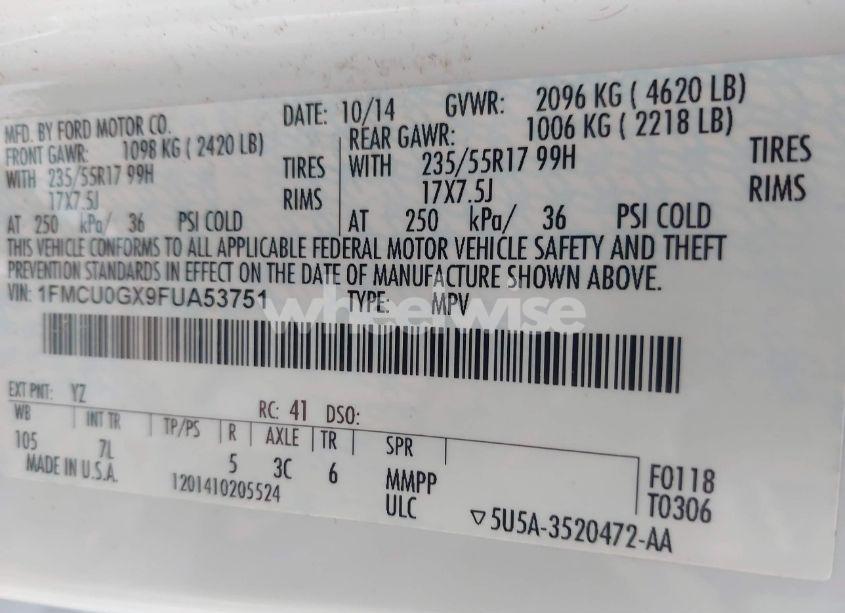 MFD. BY FORD MOTOR CO. DATE: 10/14 GVWR: 2096 KG ( 4620 LB)
FRONT GAWR: 1098 KG ( 2420 LB) REAR GAWR: 1006 KG ( 2218 LB)
WITH 235/55R17 99H TIRES WITH 235/55R17 99H TIRES
17X7.5J RIMS 17X7.5J RIMS
AT 250 kPa/ 36 PSI COLD AT 250 kPa/ 36 PSI COLD
THIS VEHICLE CONFORMS TO ALL APPLICABLE FEDERAL MOTOR VEHICLE SAFETY AND THEFT
PREVENTION STANDARDS IN EFFECT ON THE DATE OF MANUFACTURE SHOWN ABOVE.
VIN: 1FMCU0GX9FUA53751 TYPE: MPV
wheelwise
EXT PNT: YZ RC: 41 DSO:
WB INT TR TP/PS R AXLE TR SPR
105 7L 5 3C 6 MMPP F0118
MADE IN U.S.A. 1201410205524 ULC T0306
▽5U5A-3520472-AA